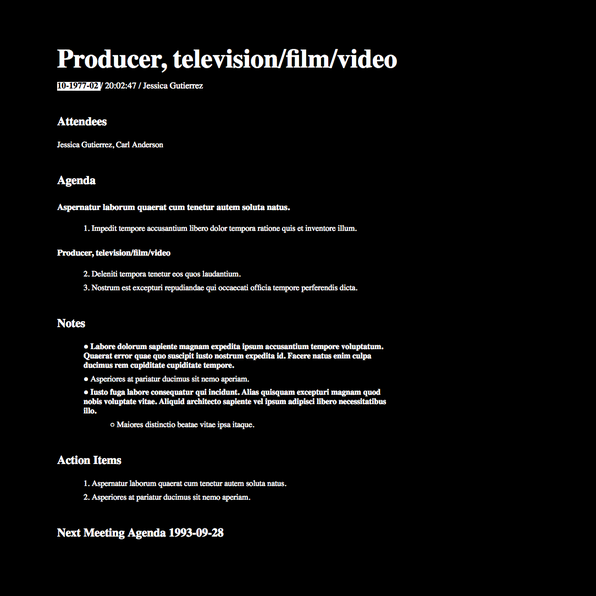 Producer, television/film/video
10-1977-02/ 20:02:47 / Jessica Gutierrez
Attendees
Jessica Gutierrez, Carl Anderson
Agenda
Aspernatur laborum quaerat cum tenetur autem soluta natus.
1. Impedit tempore accusantium libero dolor tempora ratione quis et inventore illum.
Producer, television/film/video
2. Deleniti tempora tenetur eos quos laudantium.
3. Nostrum est excepturi repudiandae qui occaecati officia tempore perferendis dicta.
Notes
● Labore dolorum sapiente magnam expedita ipsum accusantium tempore voluptatum.
Quaerat error quae quo suscipit iusto nostrum expedita id. Facere natus enim culpa
ducimus rem cupiditate cupiditate tempore.
● Asperiores at pariatur ducimus sit nemo aperiam.
● Iusto fuga labore consequatur qui incidunt. Alias quisquam excepturi magnam quod
nobis voluptate vitae. Aliquid architecto sapiente vel ipsum adipisci libero necessitatibus
illo.
○ Maiores distinctio beatae vitae ipsa itaque.
Action Items
1. Aspernatur laborum quaerat cum tenetur autem soluta natus.
2. Asperiores at pariatur ducimus sit nemo aperiam.
Next Meeting Agenda 1993-09-28